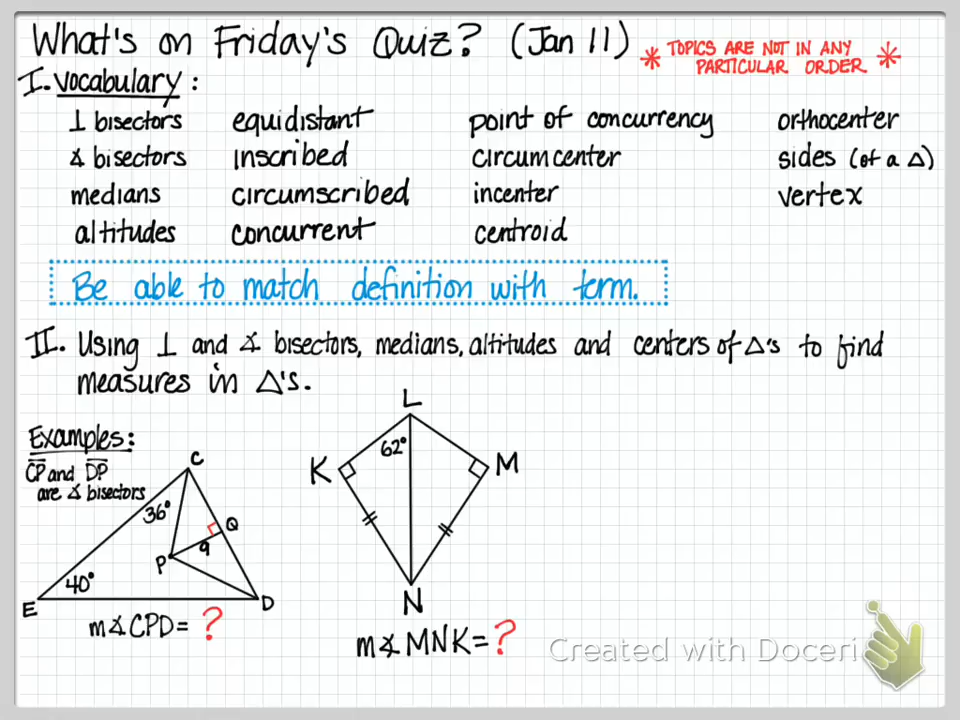 What's on Friday's Quiz? (Jan 11)
* TOPICS ARE NOT IN ANY PARTICULAR ORDER *
I. Vocabulary:
⊥ bisectors equidistant point of concurrency orthocenter
∡ bisectors inscribed circumcenter sides (of a △)
medians circumscribed incenter vertex
altitudes concurrent centroid
Be able to match definition with term.
II. Using ⊥ and ∡ bisectors, medians, altitudes and centers of △'s to find
measures in △'s.
Examples:
CP and DP
are ∡ bisectors
C
36°
Q
9
P
40°
E
D
m∡CPD= ?
L
62°
K
M
N
m∡MNK=?
Created with Doceri